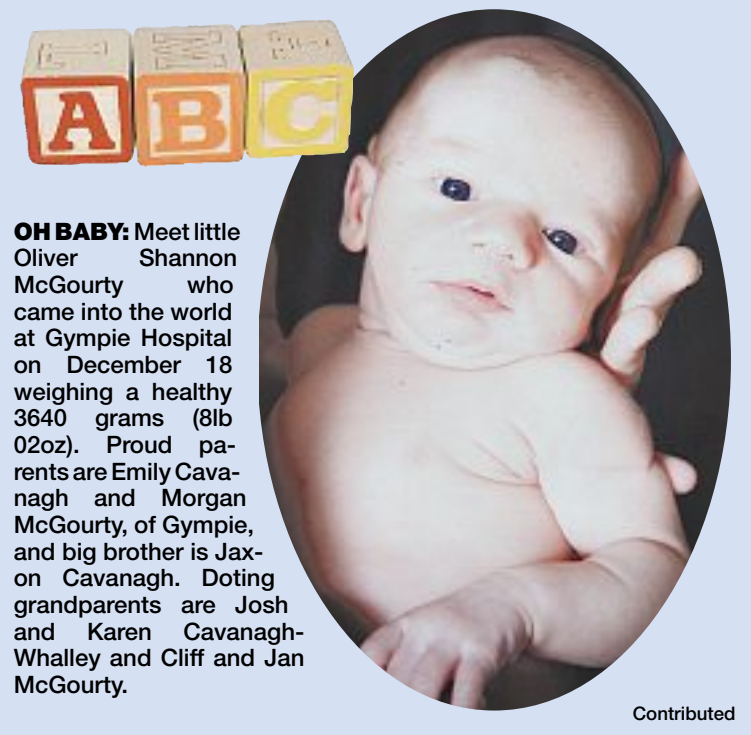 A B C
OH BABY: Meet little
Oliver Shannon
McGourty who
came into the world
at Gympie Hospital
on December 18
weighing a healthy
3640 grams (8lb
02oz). Proud pa-
rents are Emily Cava-
nagh and Morgan
McGourty, of Gympie,
and big brother is Jax-
on Cavanagh. Doting
grandparents are Josh
and Karen Cavanagh-
Whalley and Cliff and Jan
McGourty.
Contributed